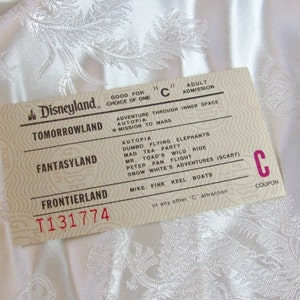 Disneyland GOOD FOR CHOICE OF ONE "C" ADULT ADMISSION
TOMORROWLAND
ADVENTURE THROUGH INNER SPACE
AUTOPIA
MISSION TO MARS
FANTASYLAND
AUTOPIA
DUMBO FLYING ELEPHANTS
MAD TEA PARTY
MR. TOAD'S WILD RIDE
PETER PAN FLIGHT
SNOW WHITE'S ADVENTURES (SCARY)
FRONTIERLAND
MIKE FINK KEEL BOATS
or any other 'C' attraction
T131774
C
COUPON